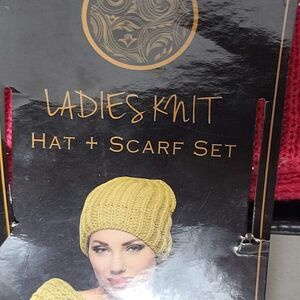 LADIES KNIT
HAT + SCARF SET